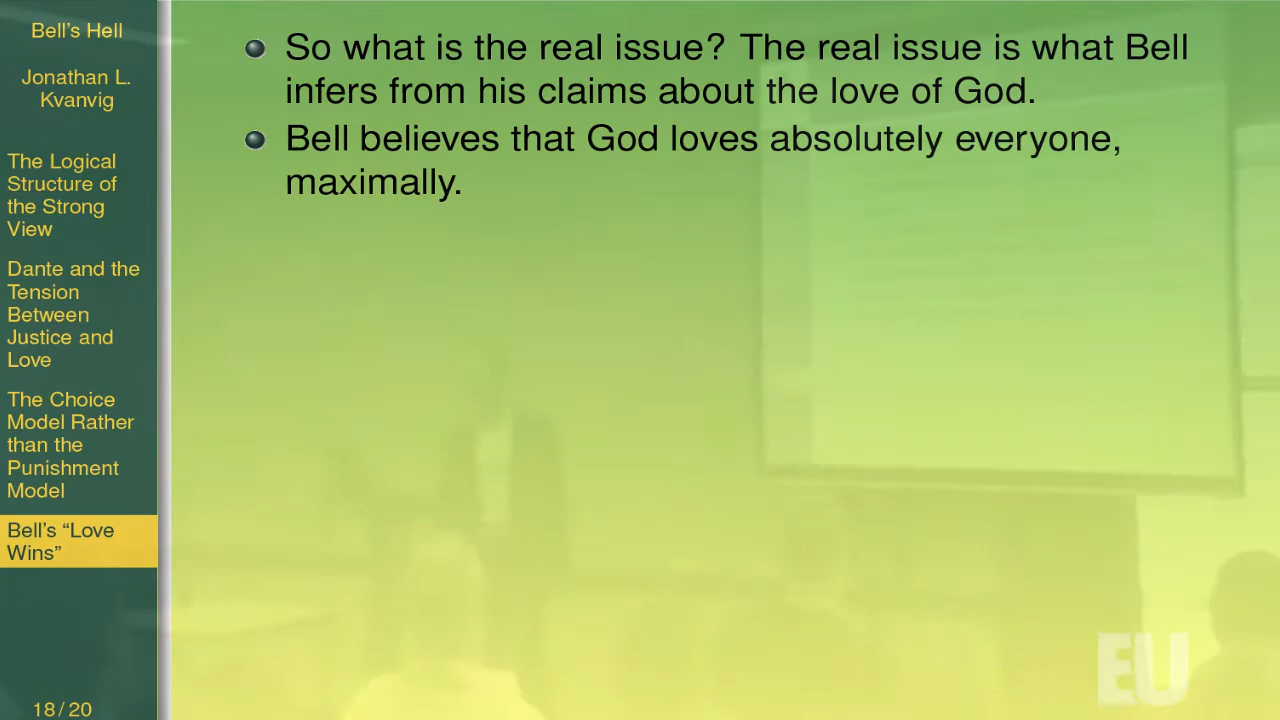 Bell’s Hell
Jonathan L.
Kvanvig
The Logical
Structure of
the Strong
View
Dante and the
Tension
Between
Justice and
Love
The Choice
Model Rather
than the
Punishment
Model
Bell’s “Love
Wins”
18/20
So what is the real issue? The real issue is what Bell
infers from his claims about the love of God.
Bell believes that God loves absolutely everyone,
maximally.
EU